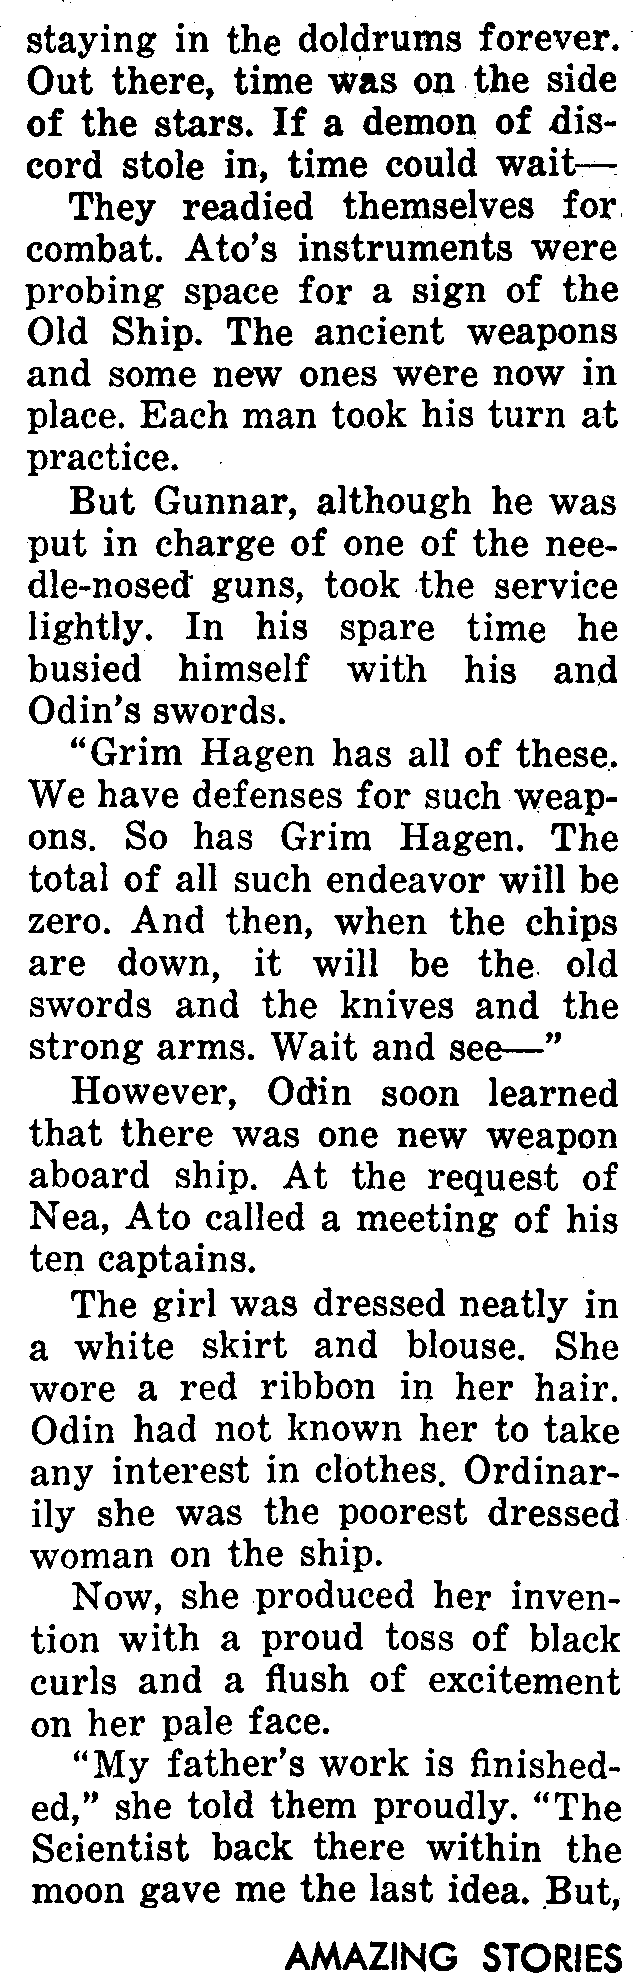 staying in the doldrums forever.
Out there, time was on the side
of the stars. If a demon of dis-
cord stole in, time could wait—
They readied themselves for
combat. Ato's instruments were
probing space for a sign of the
Old Ship. The ancient weapons
and some new ones were now in
place. Each man took his turn at
practice.
But Gunnar, although he was
put in charge of one of the nee-
dle-nosed guns, took the service
lightly. In his spare time he
busied himself with his and
Odin's swords.
"Grim Hagen has all of these.
We have defenses for such weap-
ons. So has Grim Hagen. The
total of all such endeavor will be
zero. And then, when the chips
are down, it will be the old
swords and the knives and the
strong arms. Wait and see—"
However, Odin soon learned
that there was one new weapon
aboard ship. At the request of
Nea, Ato called a meeting of his
ten captains.
The girl was dressed neatly in
a white skirt and blouse. She
wore a red ribbon in her hair.
Odin had not known her to take
any interest in clothes. Ordinar-
ily she was the poorest dressed
woman on the ship.
Now, she produced her inven-
tion with a proud toss of black
curls and a flush of excitement
on her pale face.
"My father's work is finished-
ed," she told them proudly. "The
Scientist back there within the
moon gave me the last idea. But,
AMAZING STORIES